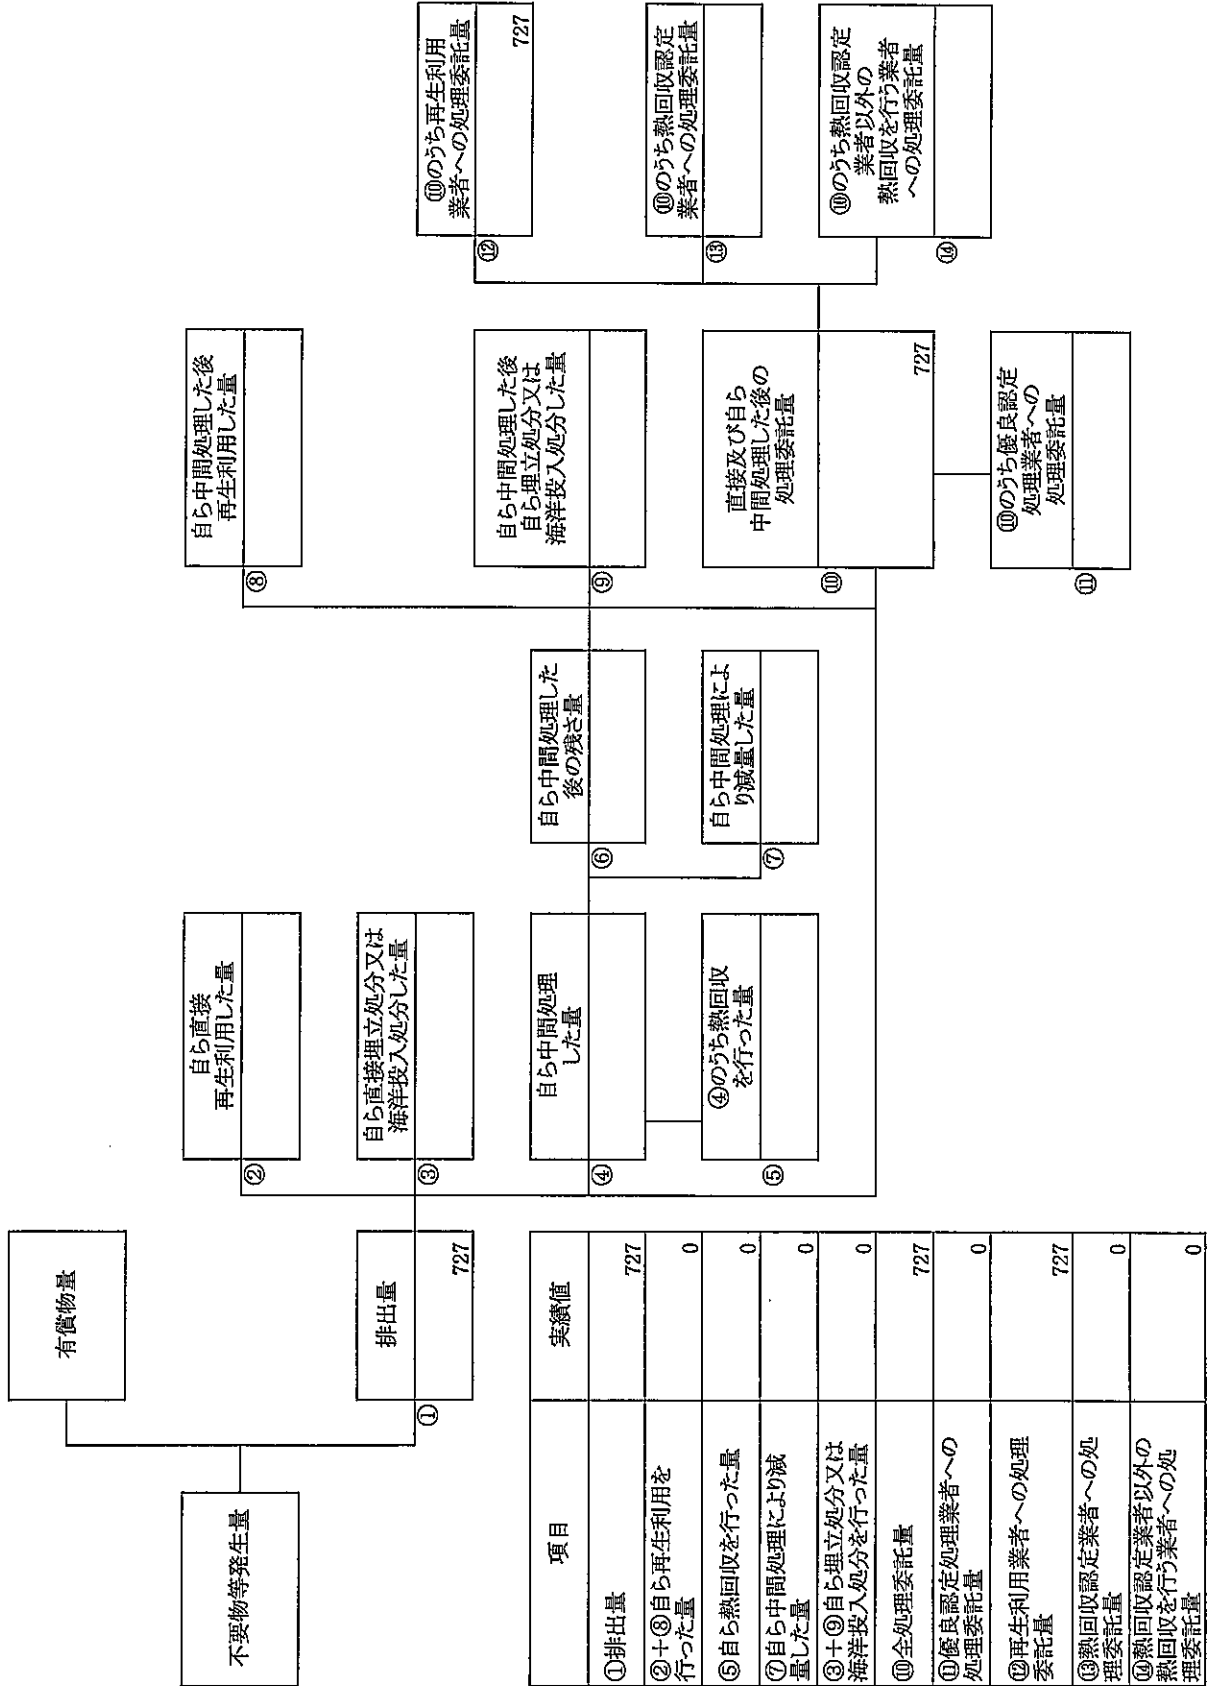 不要物等発生量
有償物量
①
排出量
727
②
自ら直接
再生利用した量
③
自ら直接埋立処分又は
海洋投入処分した量
④
自ら中間処理
した量
⑤
④のうち熱回収
を行った量
⑥
自ら中間処理した
後の残さ量
⑦
自ら中間処理によ
り減量した量
⑧
自ら中間処理した後
再生利用した量
⑨
自ら中間処理した後
自ら埋立処分又は
海洋投入処分した量
⑩
直接及び自ら
中間処理した後の
処理委託量
727
⑪
⑩のうち優良認定
処理業者への
処理委託量
⑫
⑩のうち再生利用
業者への処理委託量
727
⑬
⑩のうち熱回収認定
業者への処理委託量
⑭
⑩のうち熱回収認定
業者以外の
熱回収を行う業者
への処理委託量
項目 実績値
①排出量 727
②+⑧自ら再生利用を
行った量 0
⑤自ら熱回収を行った量 0
⑦自ら中間処理により減
量した量 0
③+⑨自ら埋立処分又は
海洋投入処分を行った量 0
⑩全処理委託量 727
⑪優良認定処理業者への
処理委託量 0
⑫再生利用業者への処理
委託量 727
⑬熱回収認定業者への処
理委託量 0
⑭熱回収認定業者以外の
熱回収を行う業者への処
理委託量 0